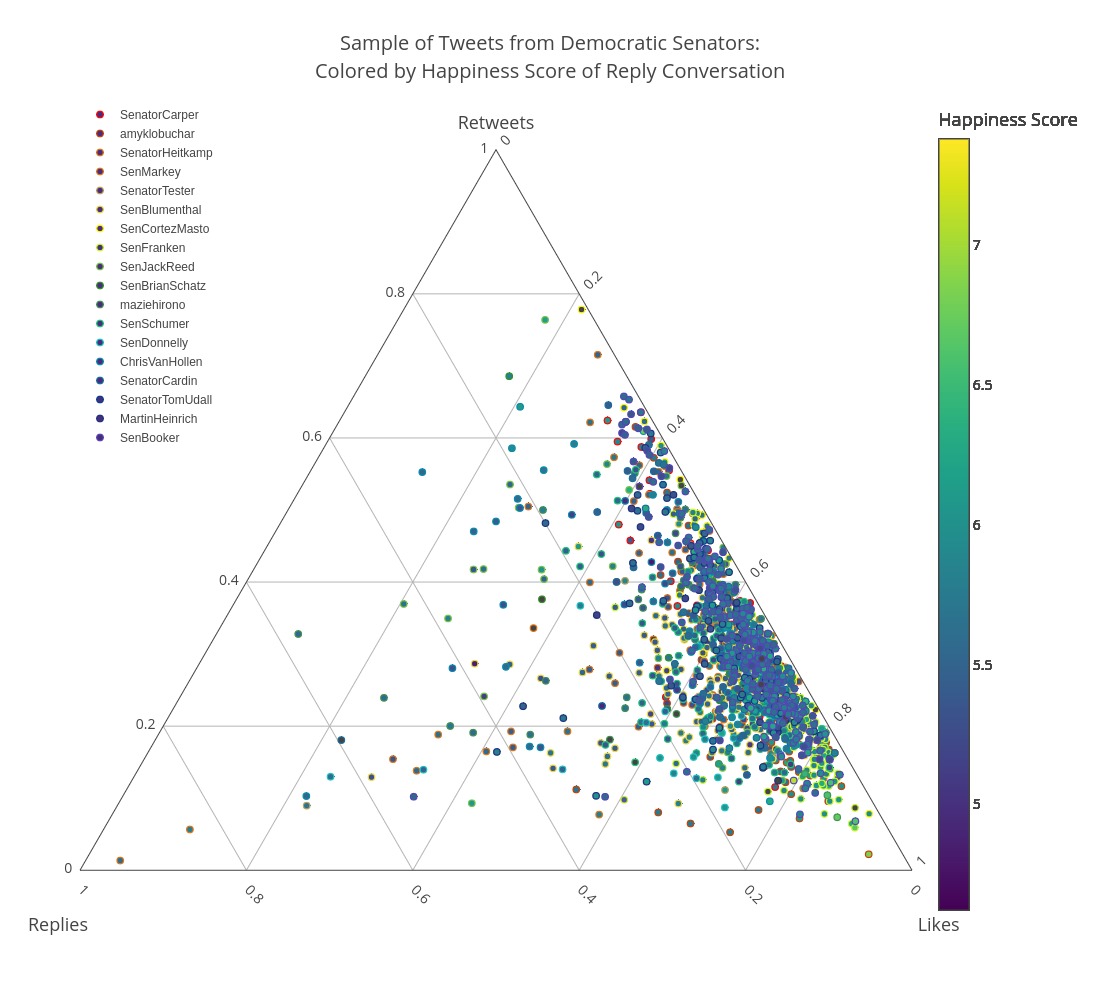 Sample of Tweets from Democratic Senators:
Colored by Happiness Score of Reply Conversation
SenatorCarper
amyklobuchar
SenatorHeitkamp
SenMarkey
SenatorTester
SenBlumenthal
SenCortezMasto
SenFranken
SenJackReed
SenBrianSchatz
maziehirono
SenSchumer
SenDonnelly
ChrisVanHollen
SenatorCardin
SenatorTomUdall
MartinHeinrich
SenBooker
Retweets
1
0.8
0.6
0.4
0.2
0
0
0.2
0.4
0.6
0.8
1
1
0.8
0.6
0.4
0.2
0
Replies
Likes
Happiness Score
7
6.5
6
5.5
5